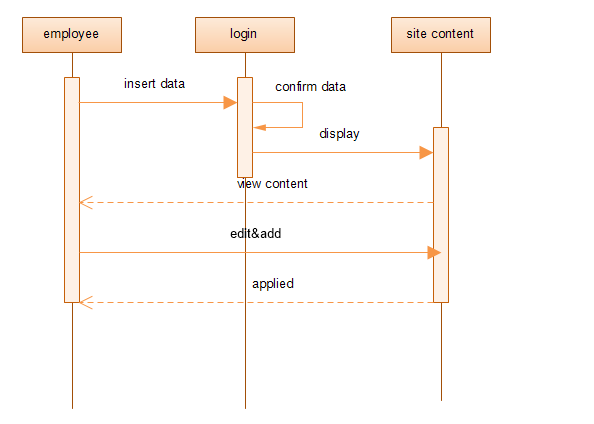 employee
login
site content
insert data
confirm data
display
view content
edit&add
applied